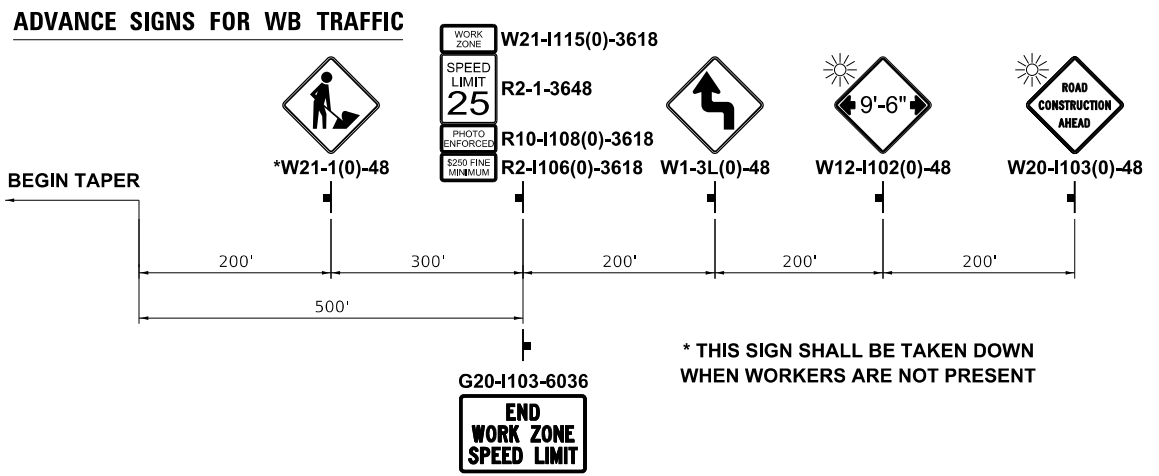 ADVANCE SIGNS FOR WB TRAFFIC
WORK
ZONE
W21-I115(0)-3618
SPEED
LIMIT
25
R2-1-3648
PHOTO
ENFORCED
R10-I108(0)-3618
$250 FINE
MINIMUM
R2-I106(0)-3618
*W21-1(0)-48
W1-3L(0)-48
9'-6"
W12-I102(0)-48
ROAD
CONSTRUCTION
AHEAD
W20-I103(0)-48
BEGIN TAPER
200'
300'
200'
200'
200'
500'
G20-I103-6036
END
WORK ZONE
SPEED LIMIT
* THIS SIGN SHALL BE TAKEN DOWN
WHEN WORKERS ARE NOT PRESENT